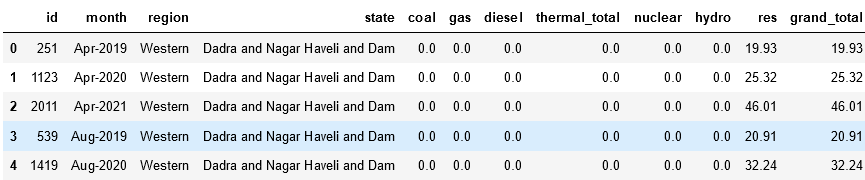 id month region state coal gas diesel thermal_total nuclear hydro res grand_total
0 251 Apr-2019 Western Dadra and Nagar Haveli and Dam 0.0 0.0 0.0 0.0 0.0 0.0 19.93 19.93
1 1123 Apr-2020 Western Dadra and Nagar Haveli and Dam 0.0 0.0 0.0 0.0 0.0 0.0 25.32 25.32
2 2011 Apr-2021 Western Dadra and Nagar Haveli and Dam 0.0 0.0 0.0 0.0 0.0 0.0 46.01 46.01
3 539 Aug-2019 Western Dadra and Nagar Haveli and Dam 0.0 0.0 0.0 0.0 0.0 0.0 20.91 20.91
4 1419 Aug-2020 Western Dadra and Nagar Haveli and Dam 0.0 0.0 0.0 0.0 0.0 0.0 32.24 32.24